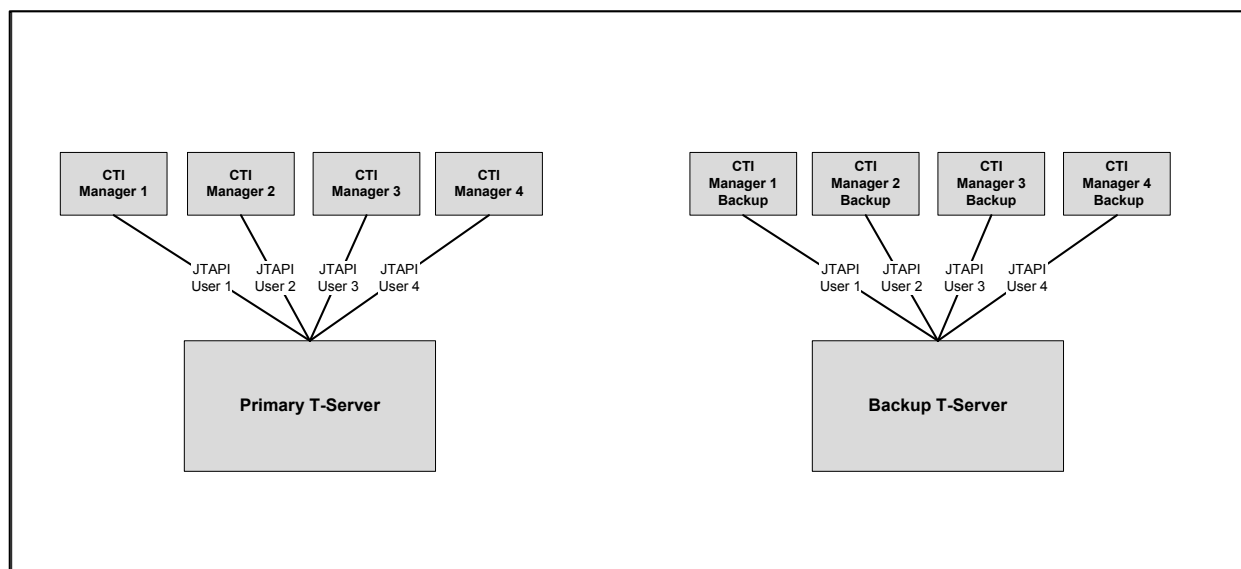 CTI
Manager 1
CTI
Manager 2
CTI
Manager 3
CTI
Manager 4
JTAPI
User 1
JTAPI
User 2
JTAPI
User 3
JTAPI
User 4
Primary T-Server
CTI
Manager 1
Backup
CTI
Manager 2
Backup
CTI
Manager 3
Backup
CTI
Manager 4
Backup
JTAPI
User 1
JTAPI
User 2
JTAPI
User 3
JTAPI
User 4
Backup T-Server